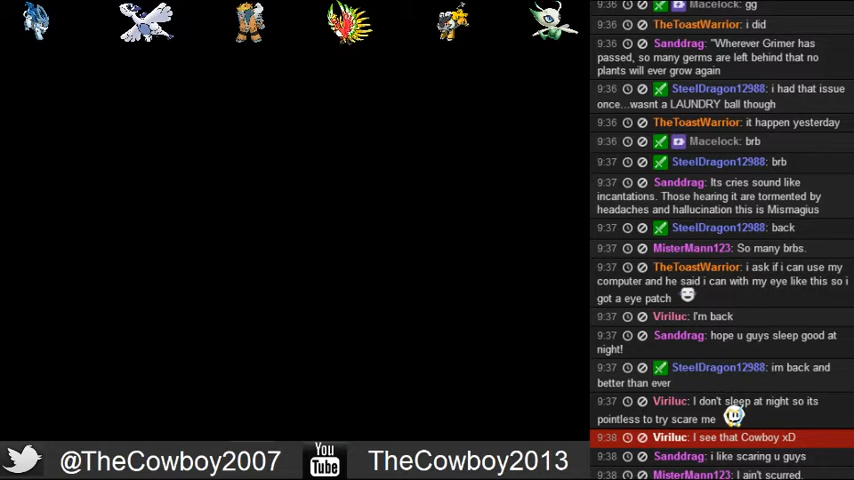 9:36 Macelock: gg
9:36 TheToastWarrior: i did
9:36 Sanddrag: "Wherever Grimer has
passed, so many germs are left behind that no
plants will ever grow again
9:36 SteelDragon12988: i had that issue
once...wasnt a LAUNDRY ball though
9:36 TheToastWarrior: it happen yesterday
9:36 Macelock: brb
9:37 SteelDragon12988: brb
9:37 Sanddrag: Its cries sound like
incantations. Those hearing it are tormented by
headaches and hallucination this is Mismagius
9:37 SteelDragon12988: back
9:37 MisterMann123: So many brbs.
9:37 TheToastWarrior: i ask if i can use my
computer and he said i can with my eye like this so i
got a eye patch
9:37 Viriluc: I'm back
9:37 Sanddrag: hope u guys sleep good at
night!
9:37 SteelDragon12988: im back and
better than ever
9:37 Viriluc: I don't sleep at night so its
pointless to try scare me
9:38 Viriluc: I see that Cowboy xD
9:38 Sanddrag: i like scaring u guys
9:38 MisterMann123: I ain't scurred.
@TheCowboy2007 You Tube TheCowboy2013